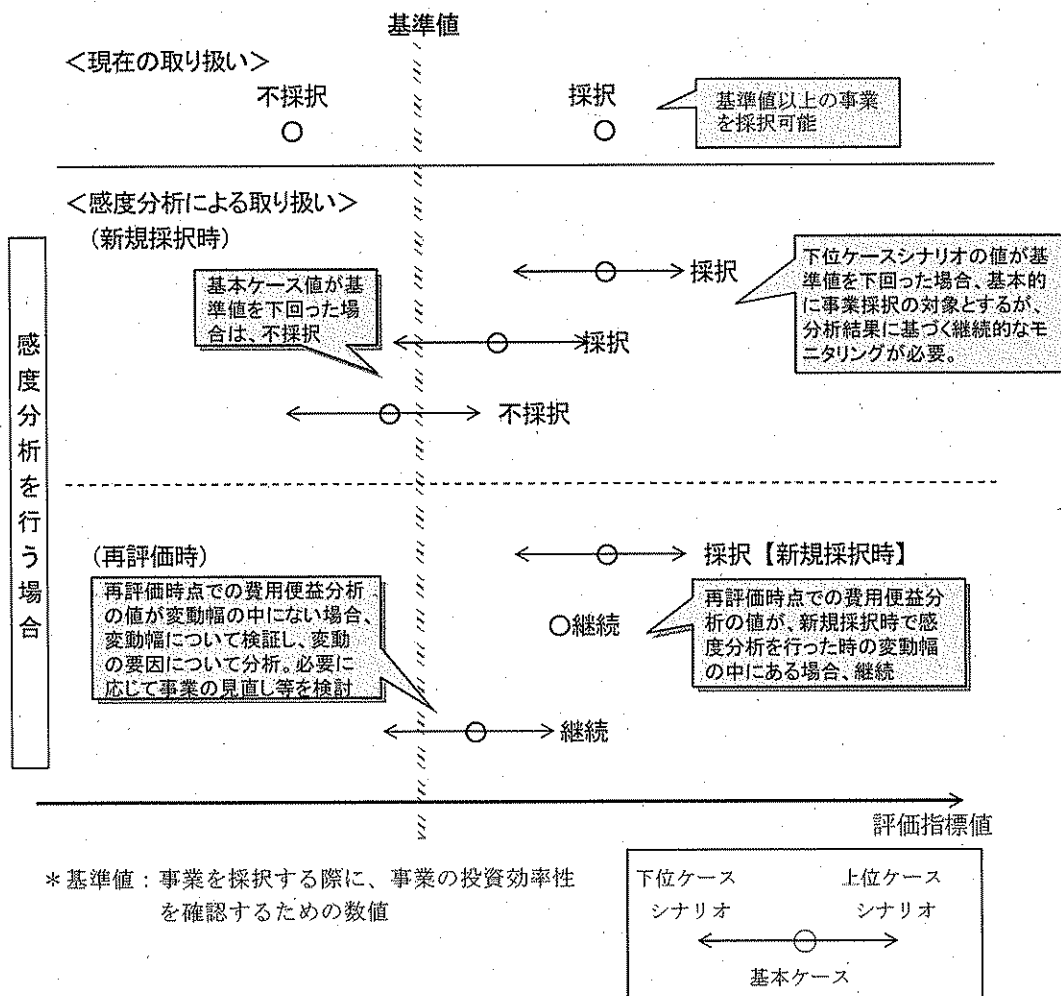 基準値
＜現在の取り扱い＞
不採択
採択
基準値以上の事業
を採択可能
＜感度分析による取り扱い＞
（新規採択時）
感度分析を行う場合
基本ケース値が基
準値を下回った場
合は、不採択
採択
採択
不採択
下位ケースシナリオの値が基
準値を下回った場合、基本的
に事業採択の対象とするが、
分析結果に基づく継続的なモ
ニタリングが必要。
（再評価時）
採択【新規採択時】
再評価時点での費用便益分析
の値が変動幅の中にない場合、
変動幅について検証し、変動
の要因について分析。必要に
応じて事業の見直し等を検討
継続
再評価時点での費用便益分
析の値が、新規採択時で感
度分析を行った時の変動幅
の中にある場合、継続
継続
評価指標値
＊基準値：事業を採択する際に、事業の投資効率性
を確認するための数値
下位ケース
シナリオ
上位ケース
シナリオ
基本ケース